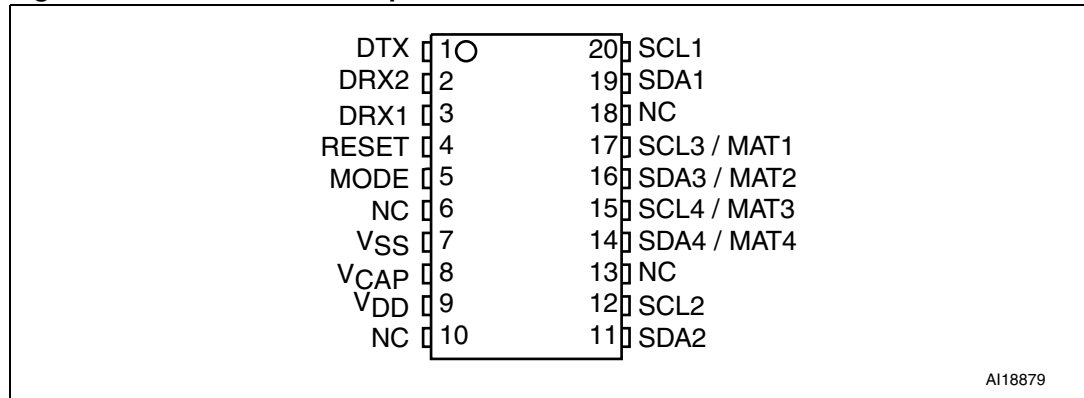 DTX 1 20 SCL1
DRX2 2 19 SDA1
DRX1 3 18 NC
RESET 4 17 SCL3 / MAT1
MODE 5 16 SDA3 / MAT2
NC 6 15 SCL4 / MAT3
VSS 7 14 SDA4 / MAT4
VCAP 8 13 NC
VDD 9 12 SCL2
NC 10 11 SDA2
AI18879